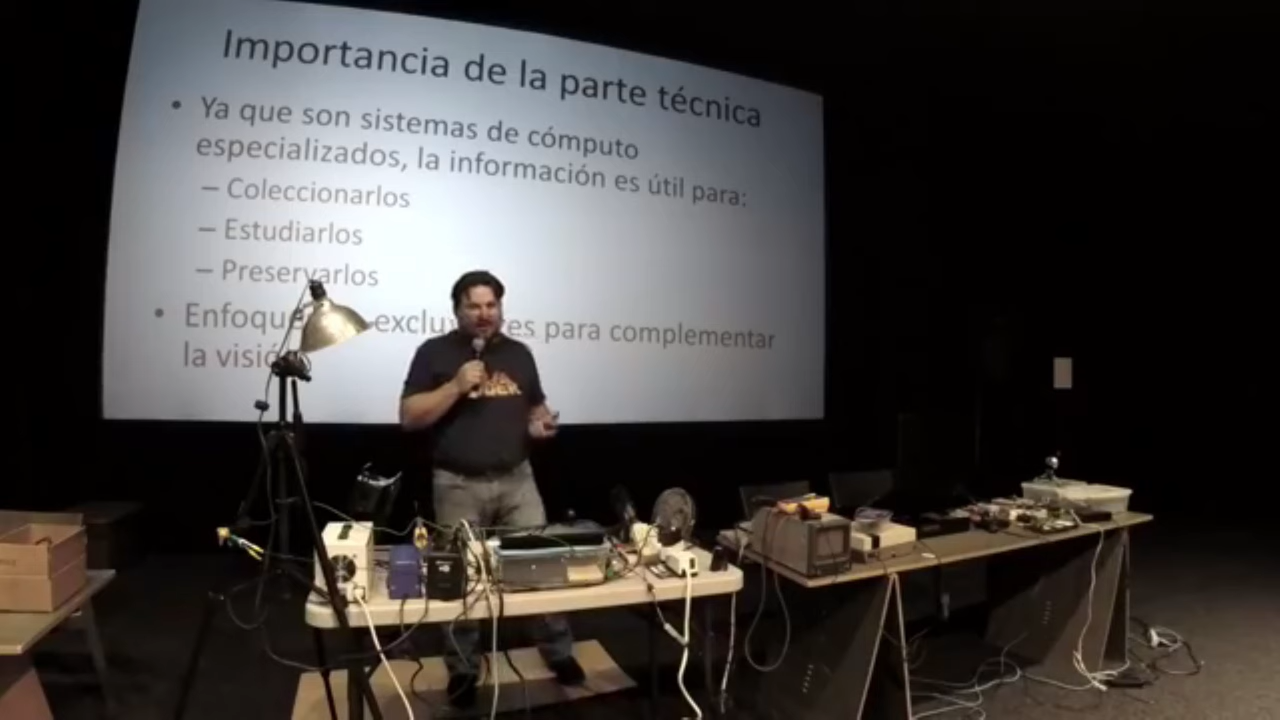 Importancia de la parte técnica
• Ya que son sistemas de cómputo
especializados, la información es útil para:
– Coleccionarlos
– Estudiarlos
– Preservarlos
• para complementar
la